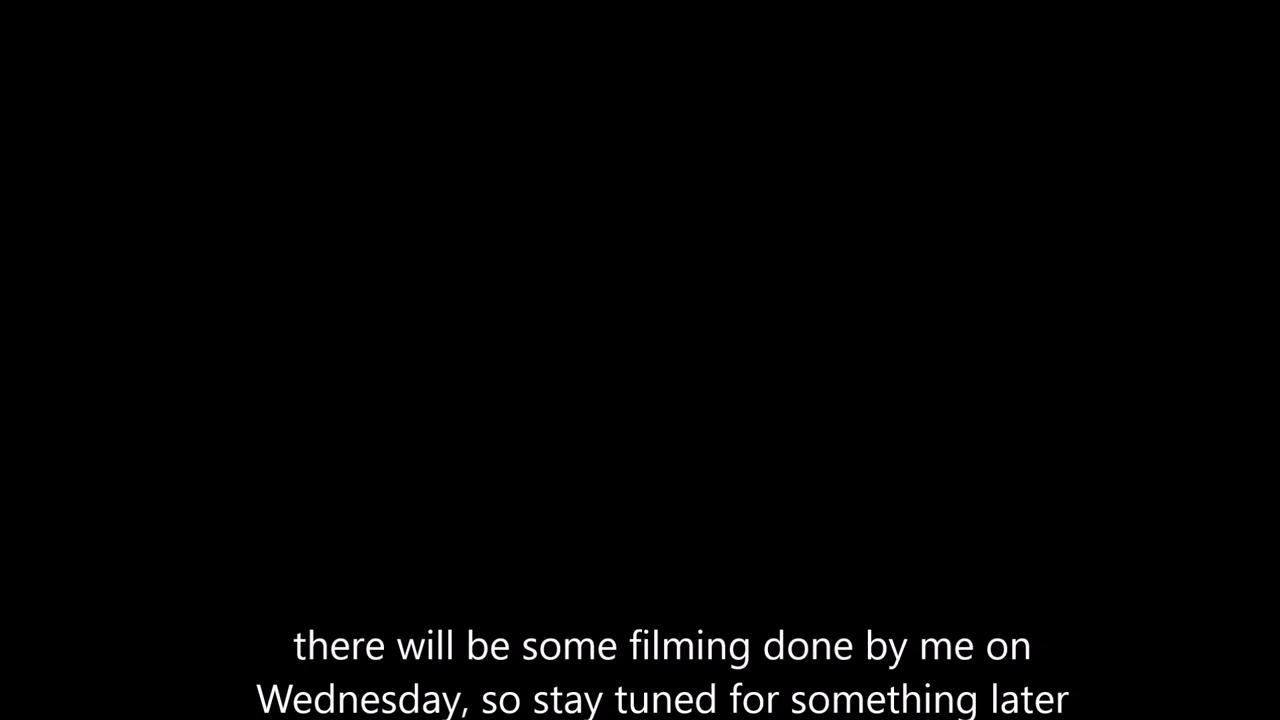 there will be some filming done by me on
Wednesday, so stay tuned for something later